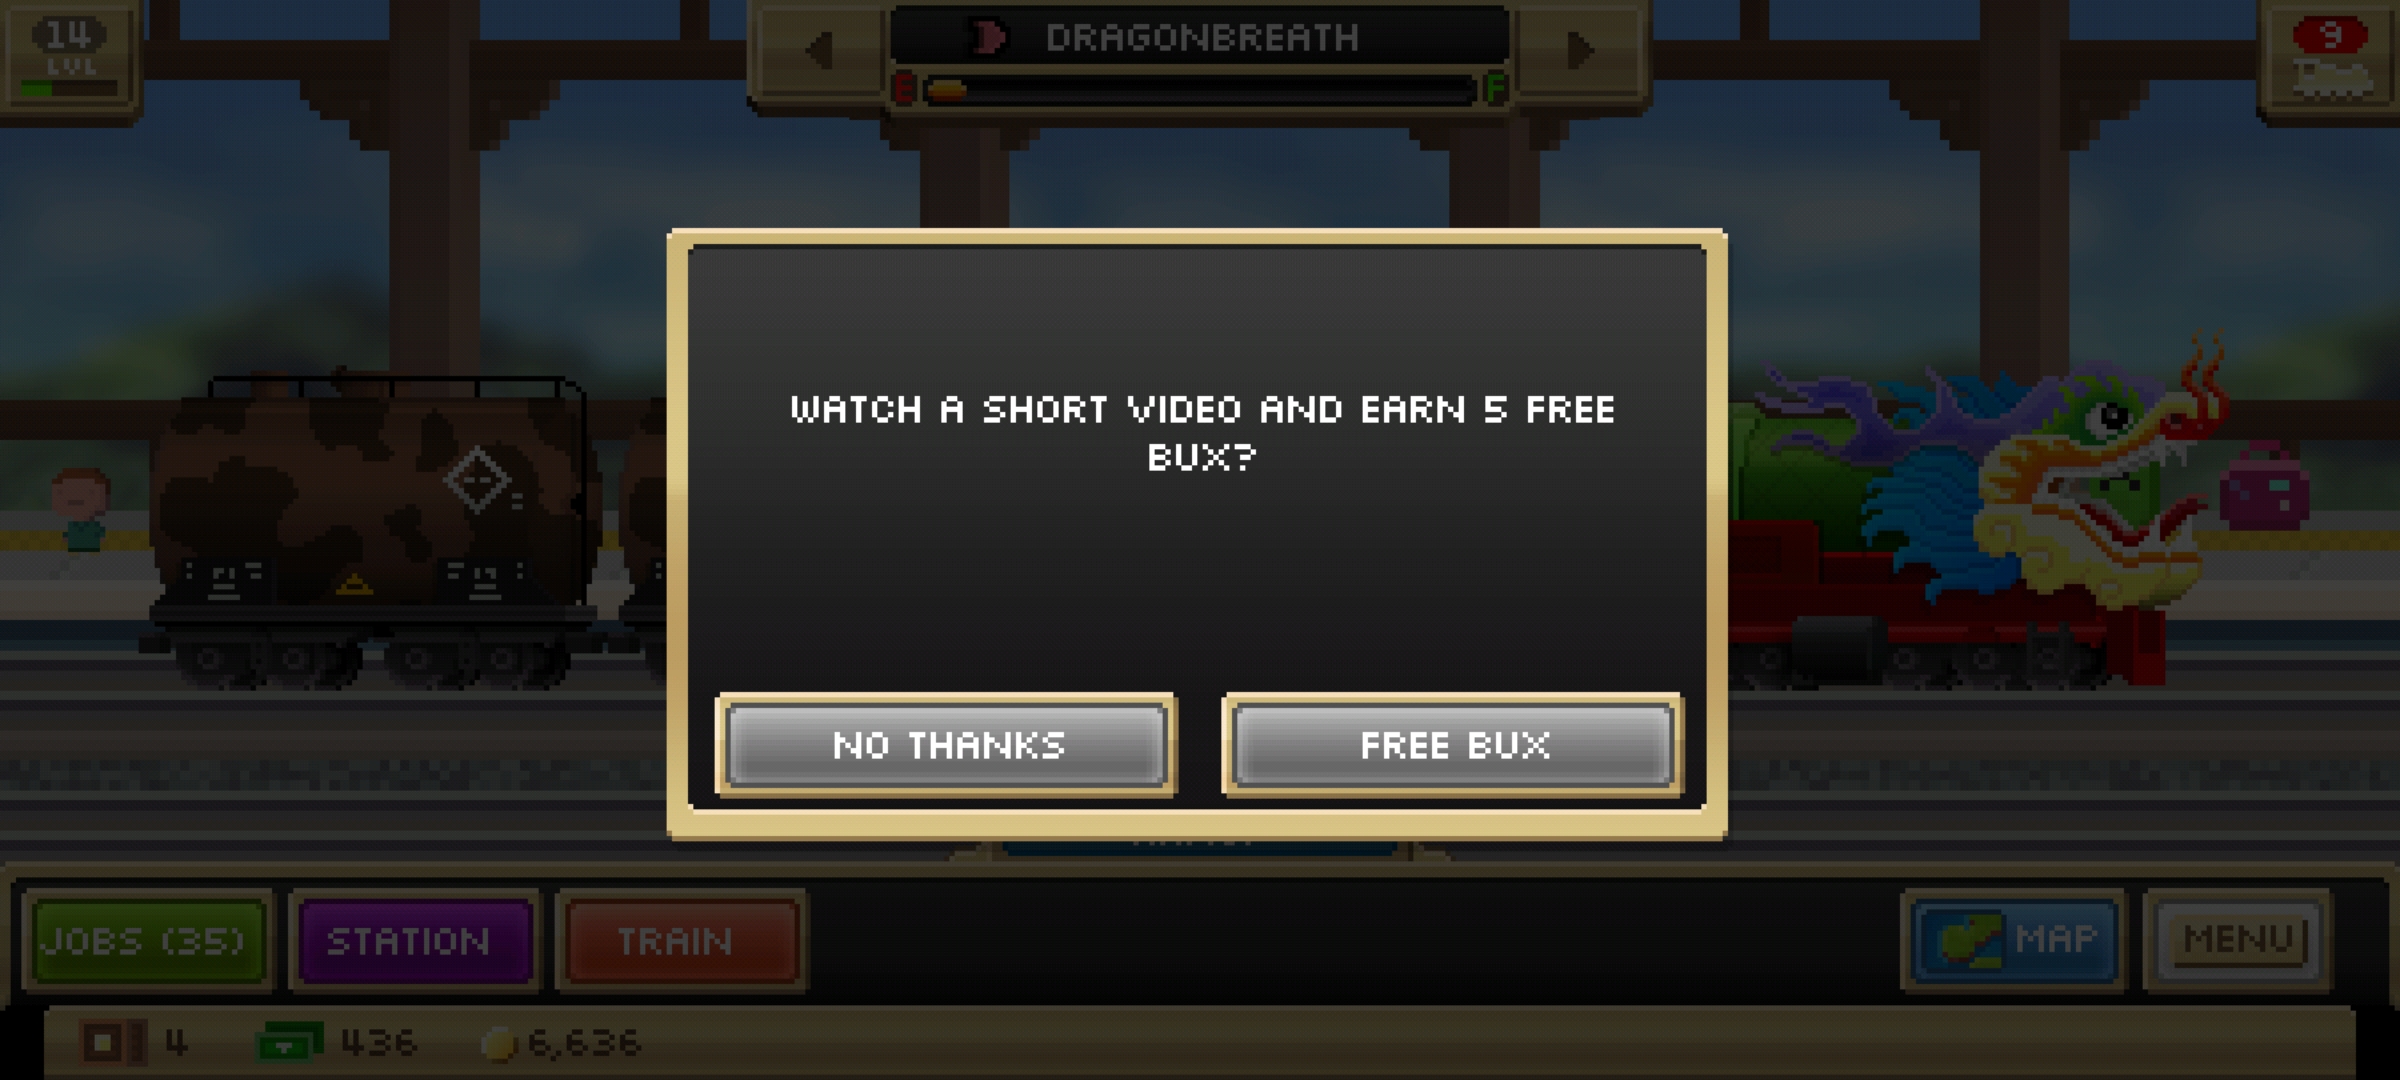 14
LVL
DRAGONBREATH
E F
9
WATCH A SHORT VIDEO AND EARN 5 FREE
BUX?
NO THANKS
FREE BUX
JOBS (35)
STATION
TRAIN
MAP
MENU
4
436
6,636